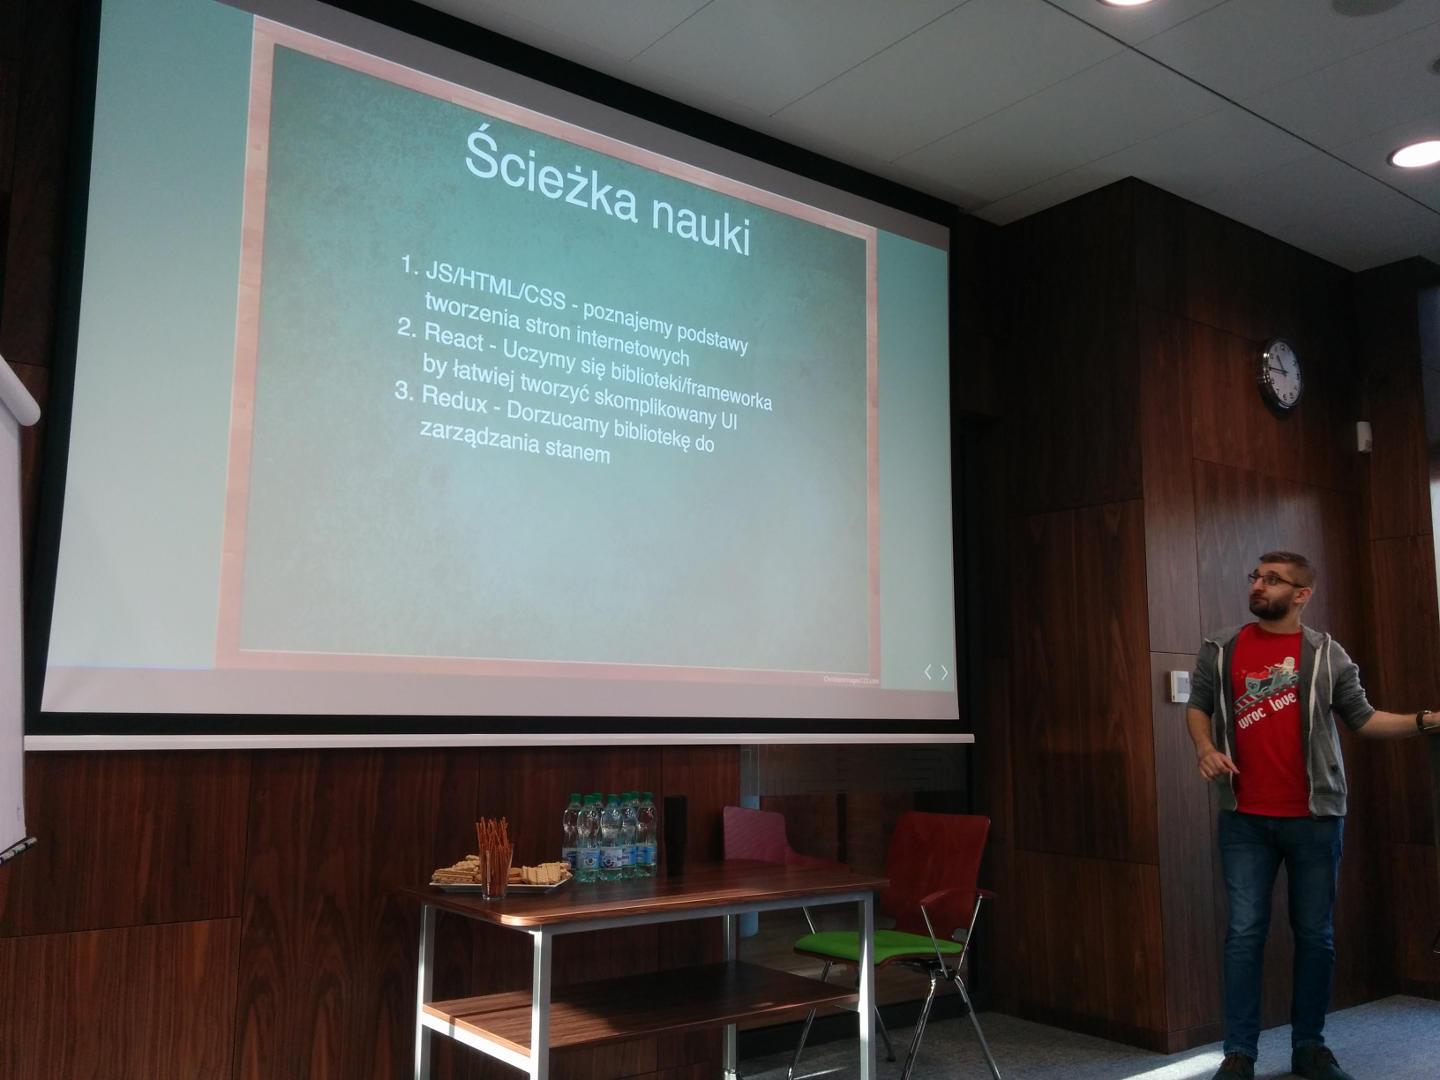 Ścieżka nauki
1. JS/HTML/CSS - poznajemy podstawy
tworzenia stron internetowych
2. React - Uczymy się biblioteki/frameworka
by łatwiej tworzyć skomplikowany UI
3. Redux - Dorzucamy bibliotekę do
zarządzania stanem
wroc love